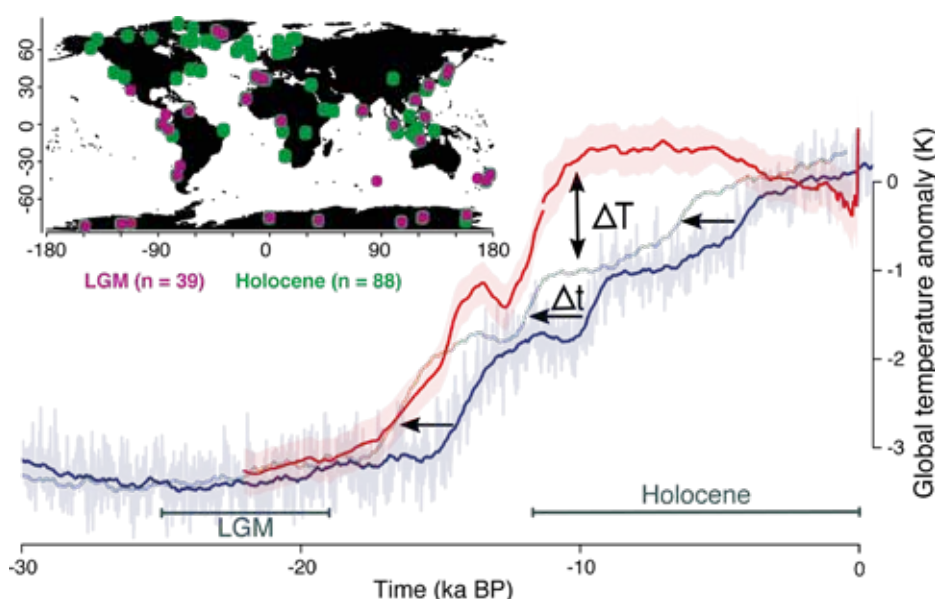 60
30
0
-30
-60
-180
-90
0
90
180
LGM (n = 39)
Holocene (n = 88)
ΔT
Δt
0
-1
-2
-3
Global temperature anomaly (K)
LGM
Holocene
-30
-20
-10
0
Time (ka BP)